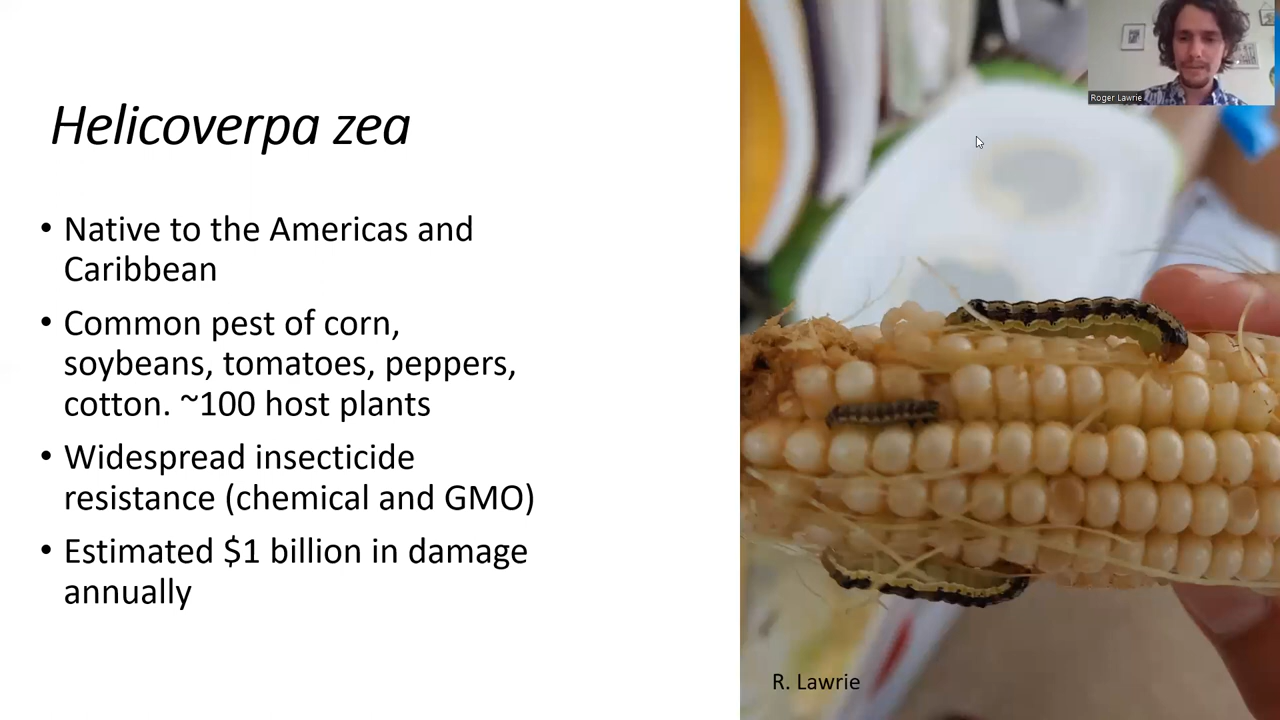 Helicoverpa zea
• Native to the Americas and
Caribbean
• Common pest of corn,
soybeans, tomatoes, peppers,
cotton. ~100 host plants
• Widespread insecticide
resistance (chemical and GMO)
• Estimated $1 billion in damage
annually
Roger Lawrie
R. Lawrie